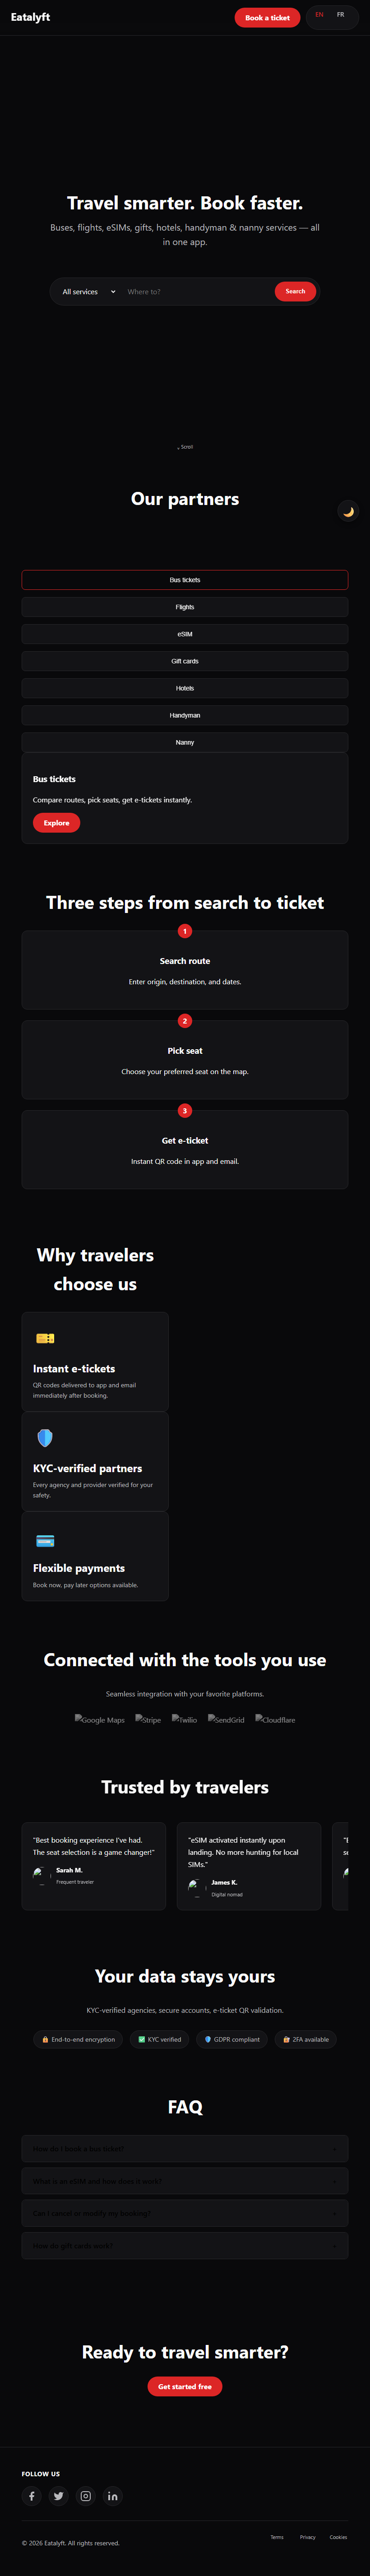 Eatalyft
Book a ticket
EN FR
Travel smarter. Book faster.
Buses, flights, eSIMs, gifts, hotels, handyman & nanny services — all
in one app.
All services Where to? Search
Scroll
Our partners
Bus tickets
Flights
eSIM
Gift cards
Hotels
Handyman
Nanny
Bus tickets
Compare routes, pick seats, get e-tickets instantly.
Explore
Three steps from search to ticket
1
Search route
Enter origin, destination, and dates.
2
Pick seat
Choose your preferred seat on the map.
3
Get e-ticket
Instant QR code in app and email.
Why travelers
choose us
Instant e-tickets
QR codes delivered to app and email
immediately after booking.
KYC-verified partners
Every agency and provider verified for your
safety.
Flexible payments
Book now, pay later options available.
Connected with the tools you use
Seamless integration with your favorite platforms.
Google Maps Stripe Twilio SendGrid Cloudflare
Trusted by travelers
"Best booking experience I've had.
The seat selection is a game changer!"
Sarah M.
Frequent traveler
"eSIM activated instantly upon
landing. No more hunting for local
SIMs."
James K.
Digital nomad
Your data stays yours
KYC-verified agencies, secure accounts, e-ticket QR validation.
End-to-end encryption KYC verified GDPR compliant 2FA available
FAQ
How do I book a bus ticket?
What is an eSIM and how does it work?
Can I cancel or modify my booking?
How do gift cards work?
Ready to travel smarter?
Get started free
FOLLOW US
© 2026 Eatalyft. All rights reserved.
Terms Privacy Cookies